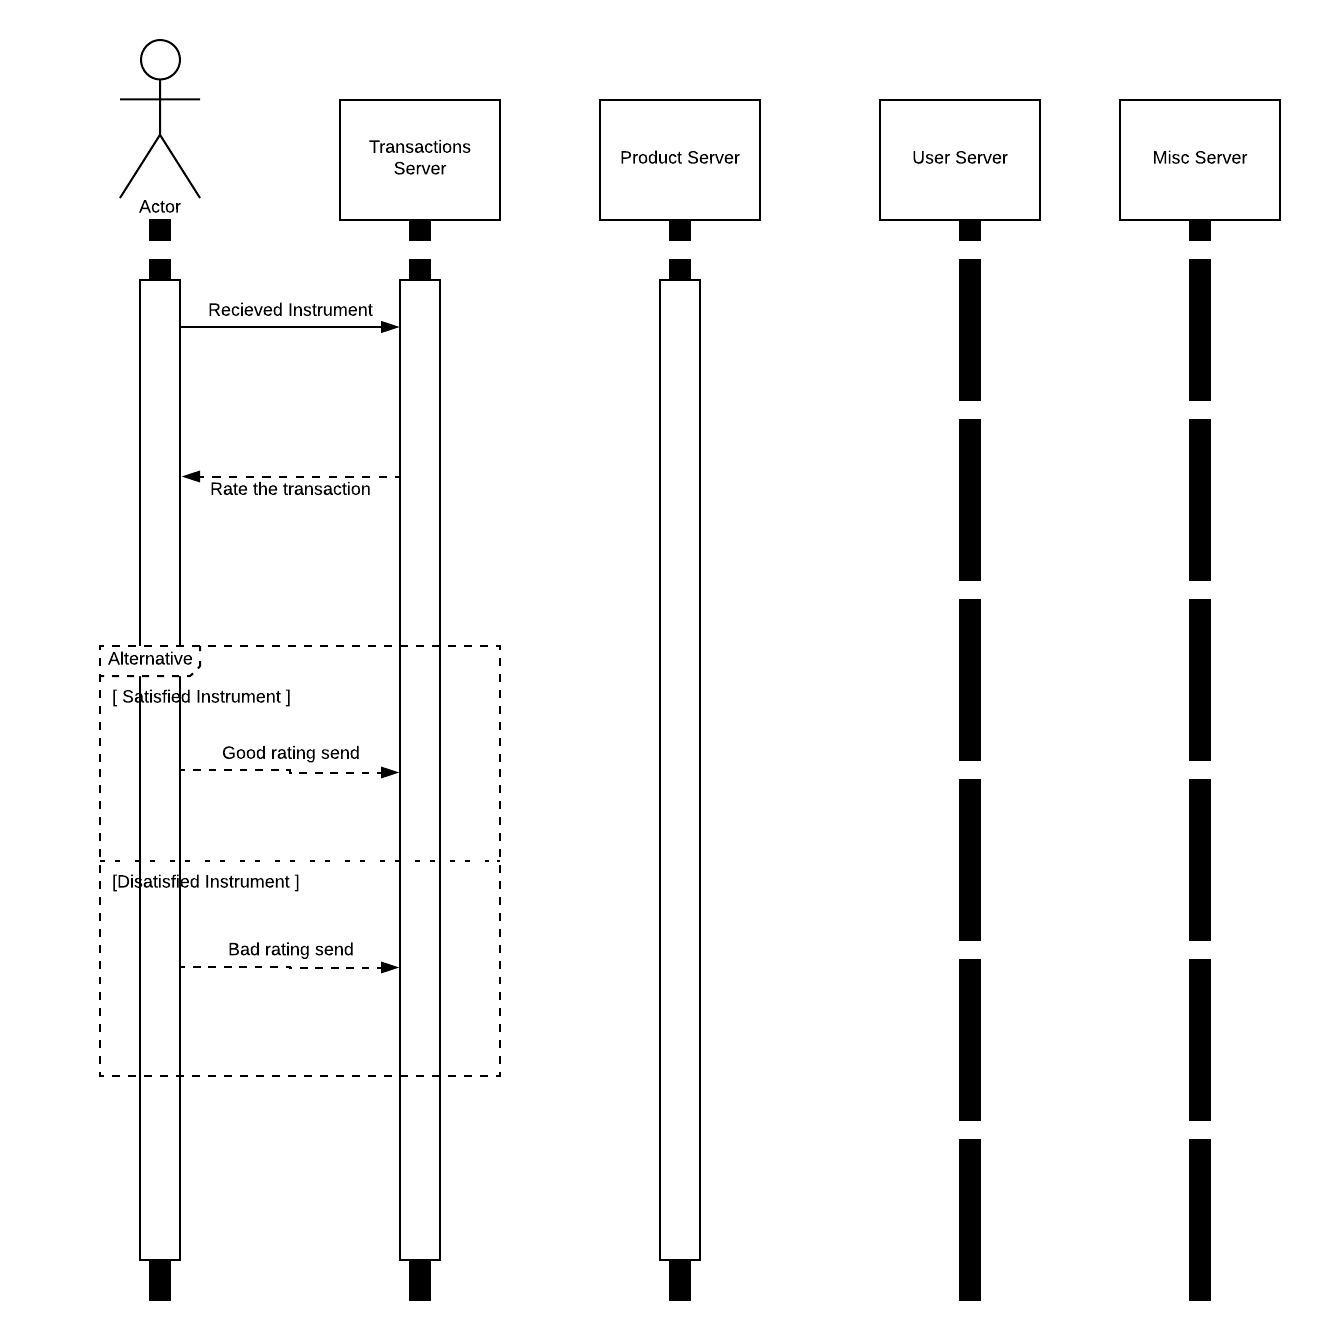 Actor
Transactions
Server
Product Server
User Server
Misc Server
Recieved Instrument
Rate the transaction
Alternative
[ Satisfied Instrument ]
Good rating send
[Disatisfied Instrument ]
Bad rating send